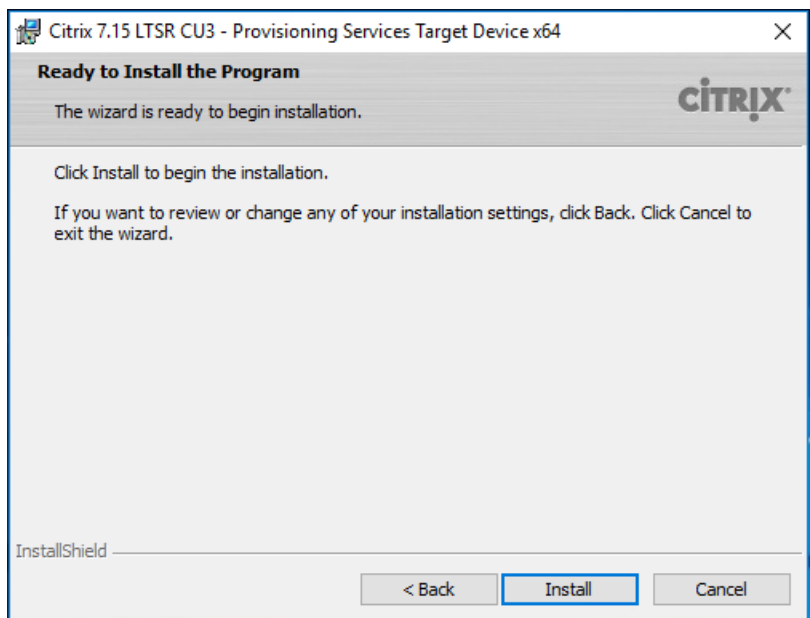 Citrix 7.15 LTSR CU3 - Provisioning Services Target Device x64
Ready to Install the Program
The wizard is ready to begin installation.
CITRIX
Click Install to begin the installation.
If you want to review or change any of your installation settings, click Back. Click Cancel to
exit the wizard.
InstallShield
< Back
Install
Cancel